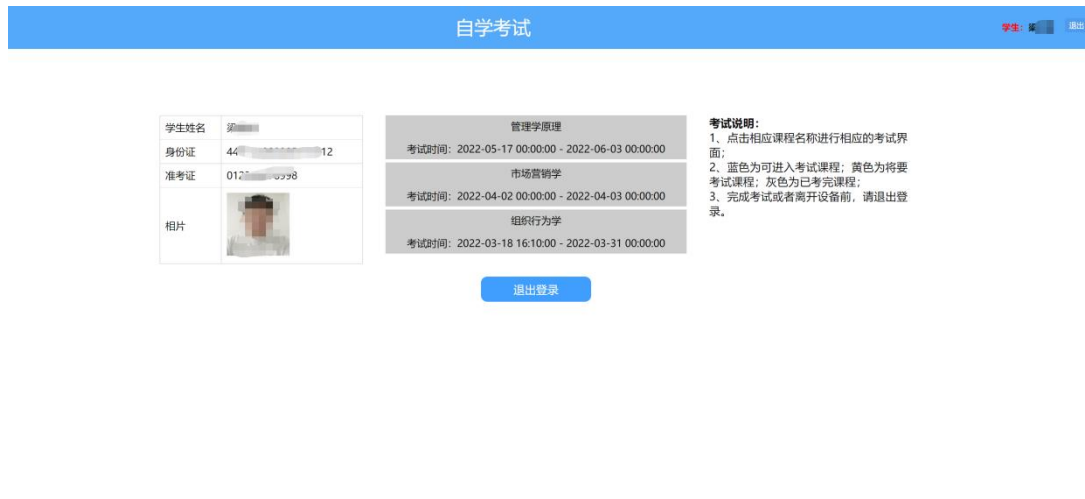 自学考试
学生：梁
退出
学生姓名
梁
身份证
44 12
准考证
012 0598
相片
管理学原理
考试时间：2022-05-17 00:00:00 - 2022-06-03 00:00:00
市场营销学
考试时间：2022-04-02 00:00:00 - 2022-04-03 00:00:00
组织行为学
考试时间：2022-03-18 16:10:00 - 2022-03-31 00:00:00
考试说明：
1、点击相应课程名称进行相应的考试界
面；
2、蓝色为可进入考试课程；黄色为将要
考试课程；灰色为已考完课程；
3、完成考试或者离开设备前，请退出登
录。
退出登录